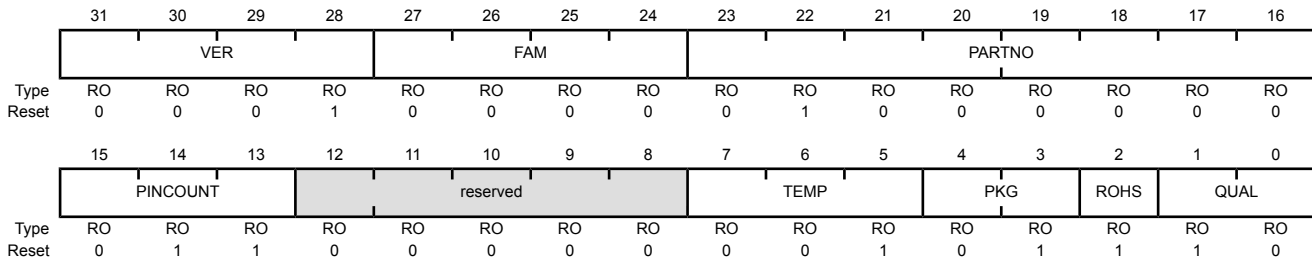 31 30 29 28 27 26 25 24 23 22 21 20 19 18 17 16
VER FAM PARTNO
Type RO RO RO RO RO RO RO RO RO RO RO RO RO RO RO RO
Reset 0 0 0 1 0 0 0 0 0 1 0 0 0 0 0 0
15 14 13 12 11 10 9 8 7 6 5 4 3 2 1 0
PINCOUNT reserved TEMP PKG ROHS QUAL
Type RO RO RO RO RO RO RO RO RO RO RO RO RO RO RO RO
Reset 0 1 1 0 0 0 0 0 0 0 1 0 1 1 1 0